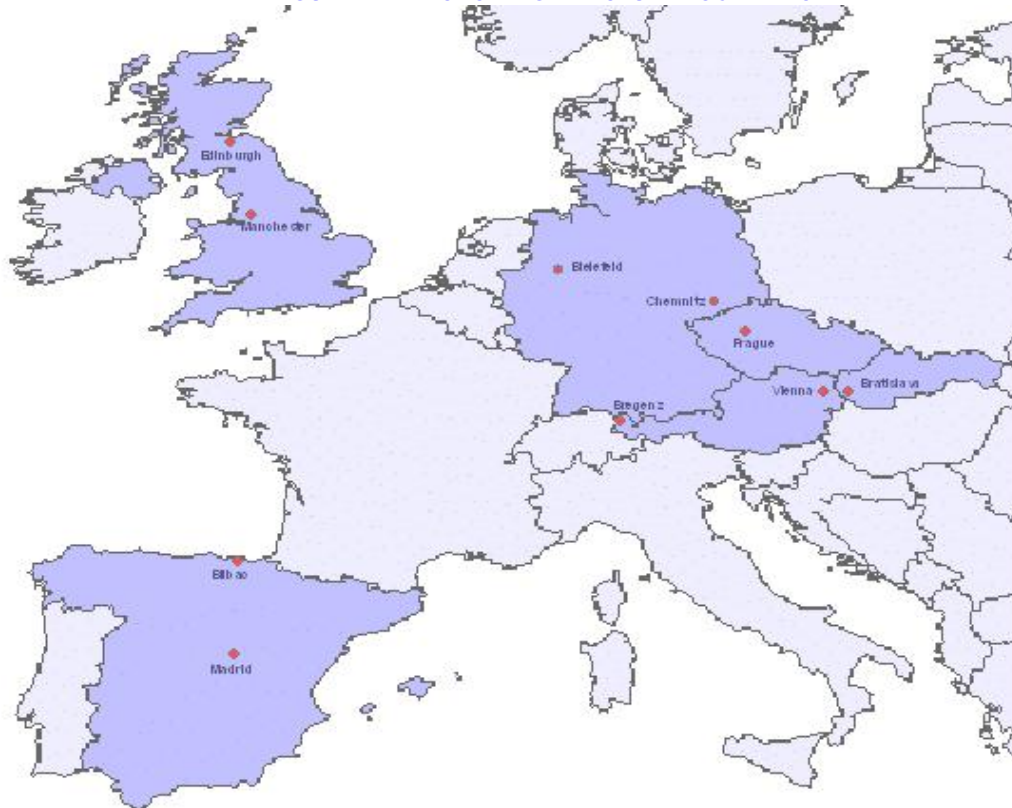 Edinburgh
Manchester
Bielefeld
Chemnitz
Prague
Vienna
Bratislava
Bregenz
Bilbao
Madrid